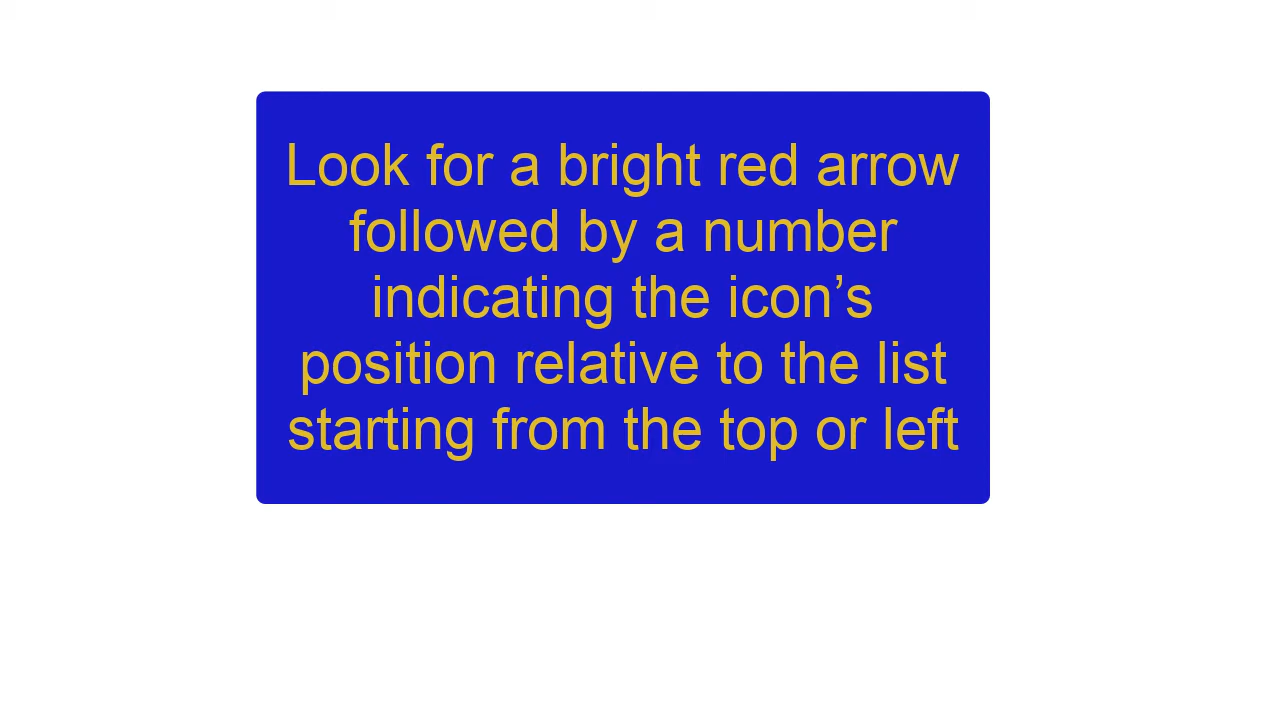 Look for a bright red arrow
followed by a number
indicating the icon’s
position relative to the list
starting from the top or left